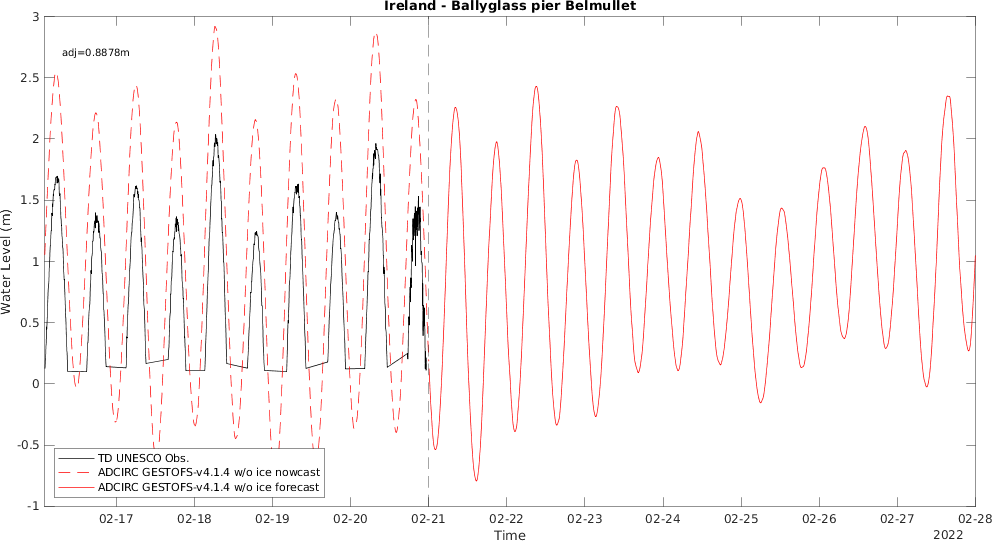 Ireland - Ballyglass pier Belmullet
adj=0.8878m
3
2.5
2
1.5
1
0.5
0
-0.5
-1
Water Level (m)
TD UNESCO Obs.
ADCIRC GESTOFS-v4.1.4 w/o ice nowcast
ADCIRC GESTOFS-v4.1.4 w/o ice forecast
02-17 02-18 02-19 02-20 02-21 02-22 02-23 02-24 02-25 02-26 02-27 02-28
Time
2022